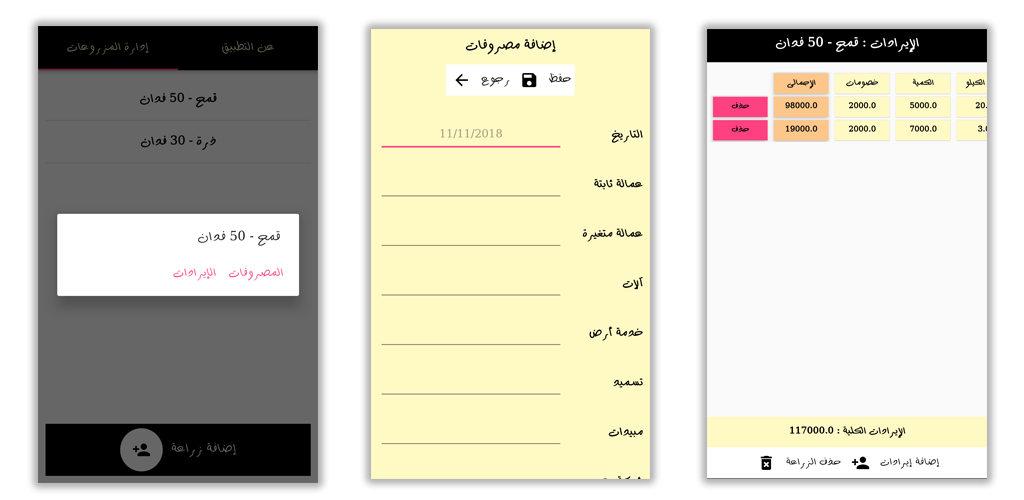 عن التطبيق إدارة المزروعات
قمح - 50 فدان
ذرة - 30 فدان
قمح - 50 فدان
المصروفات الإيرادات
إضافة زراعة
إضافة مصروفات
حفظ رجوع
التاريخ 11/11/2018
عمالة ثابتة
عمالة متغيرة
آلات
خدمة أرض
تسميد
مبيدات
الإيرادات : قمح - 50 فدان
الكيلو الكمية خصومات الإجمالى
20. 5000.0 2000.0 98000.0 حذف
3.0 7000.0 2000.0 19000.0 حذف
الإيرادات الكلية : 117000.0
إضافة إيرادات حذف الزراعة